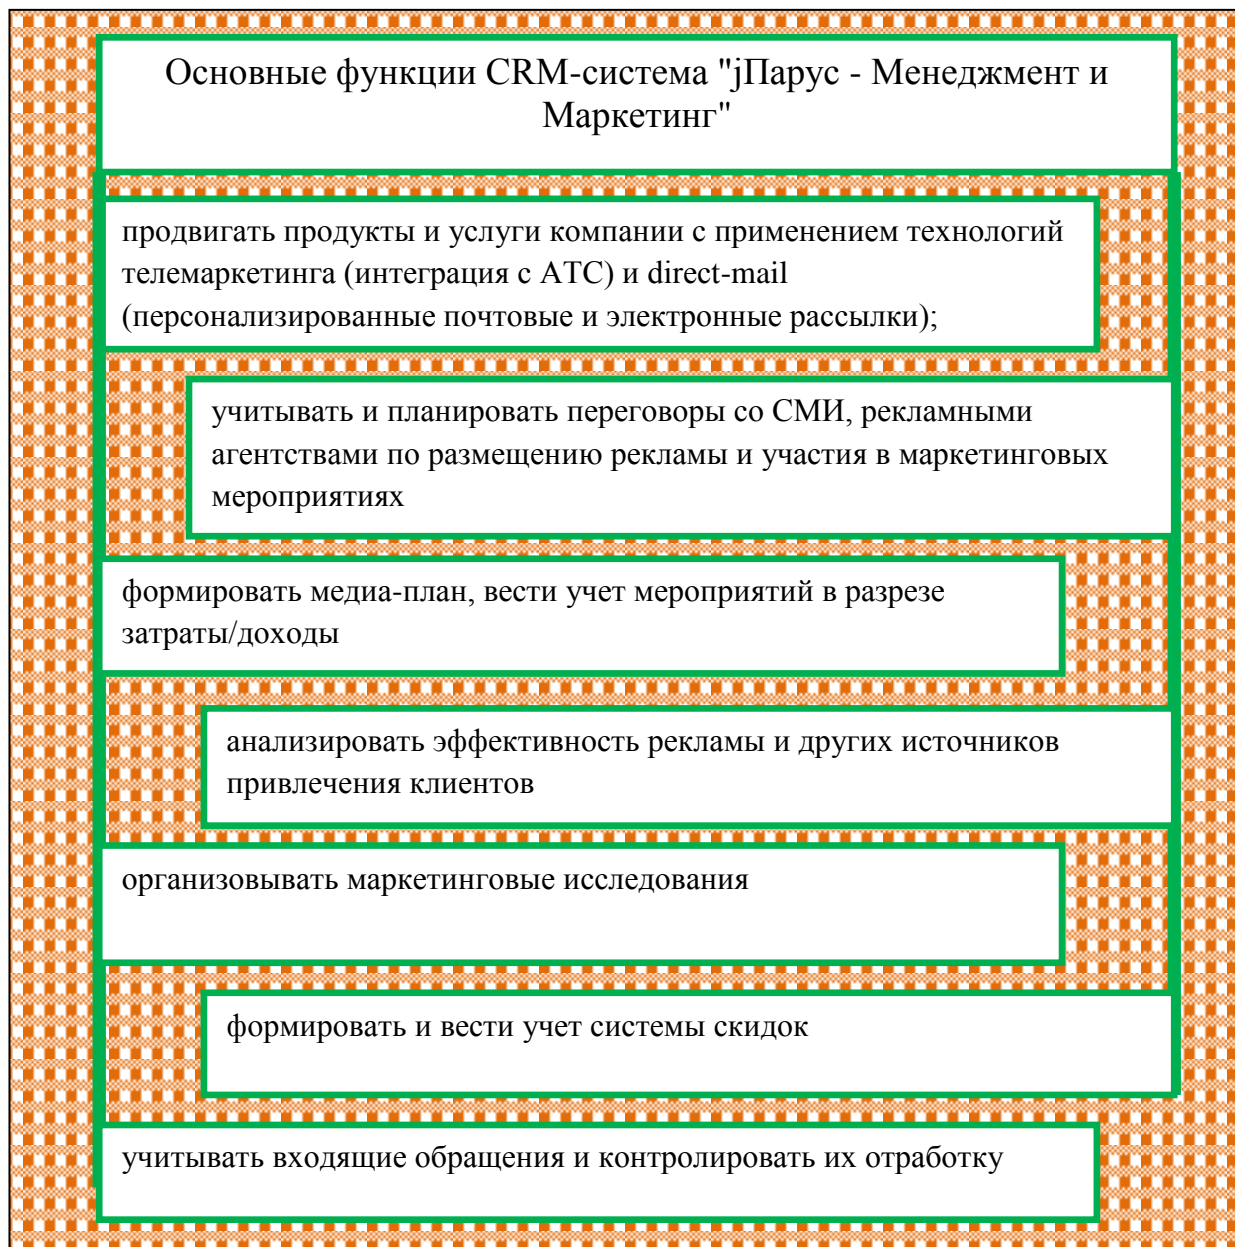 Основные функции CRM-система "jПарус - Менеджмент и
Маркетинг"
продвигать продукты и услуги компании с применением технологий
телемаркетинга (интеграция с АТС) и direct-mail
(персонализированные почтовые и электронные рассылки);
учитывать и планировать переговоры со СМИ, рекламными
агентствами по размещению рекламы и участия в маркетинговых
мероприятиях
формировать медиа-план, вести учет мероприятий в разрезе
затраты/доходы
анализировать эффективность рекламы и других источников
привлечения клиентов
организовывать маркетинговые исследования
формировать и вести учет системы скидок
учитывать входящие обращения и контролировать их отработку